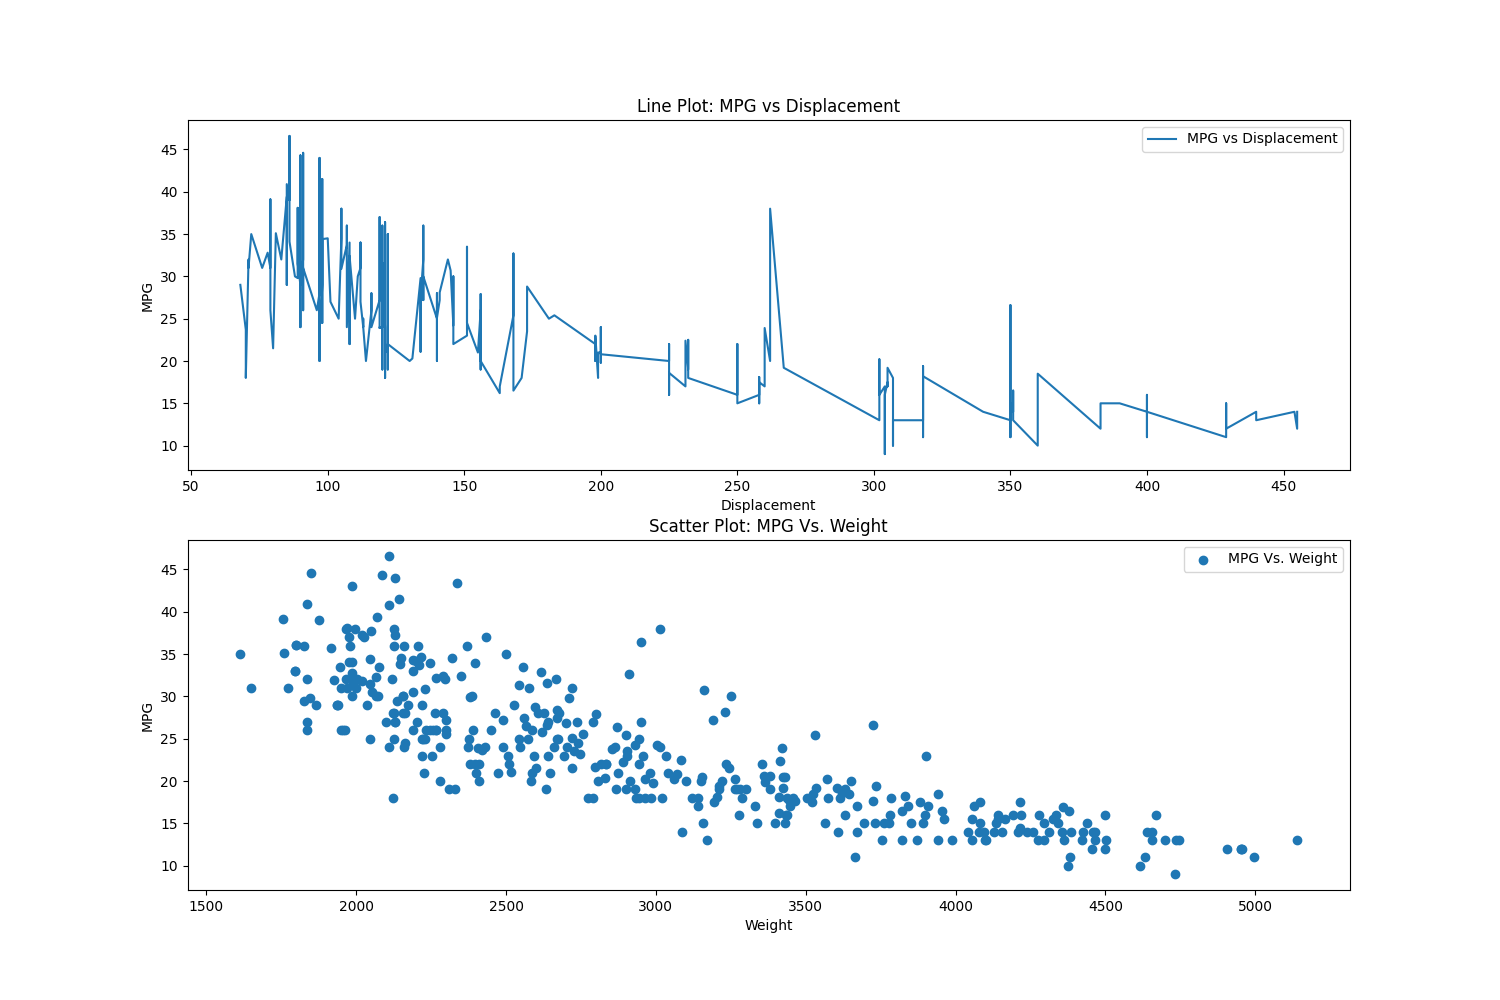 Line Plot: MPG vs Displacement
MPG vs Displacement
45
40
35
30
25
20
15
10
MPG
50 100 150 200 250 300 350 400 450
Displacement
Scatter Plot: MPG Vs. Weight
MPG Vs. Weight
45
40
35
30
25
20
15
10
MPG
1500 2000 2500 3000 3500 4000 4500 5000
Weight